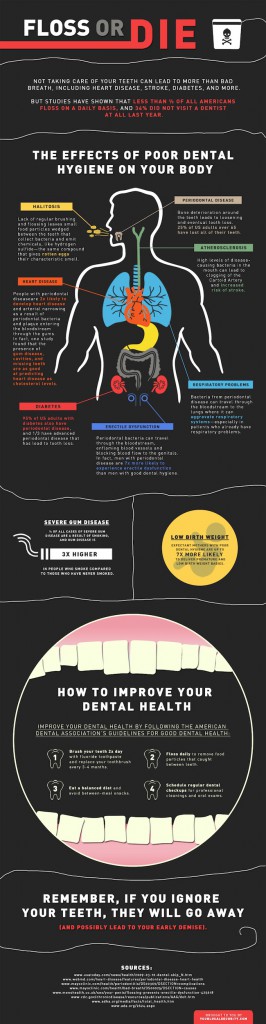 FLOSS OR DIE
NOT TAKING CARE OF YOUR TEETH CAN LEAD TO MORE THAN BAD
BREATH, INCLUDING HEART DISEASE, STROKE, DIABETES, AND MORE.
BUT STUDIES HAVE SHOWN THAT LESS THAN ½ OF ALL AMERICANS
FLOSS ON A DAILY BASIS, AND 34% DID NOT VISIT A DENTIST
AT ALL LAST YEAR.
THE EFFECTS OF POOR DENTAL
HYGIENE ON YOUR BODY
HALITOSIS
Lack of regular brushing
and flossing leaves small
food particles wedged
between the teeth that
collect bacteria and emit
chemicals, like hydrogen
sulfide—the same compound
that gives rotten eggs
their characteristic smell.
PERIODONTAL DISEASE
Bone deterioration around
the teeth leads to loosening
and eventual tooth loss.
25% of US adults over 65
have lost all of their teeth.
ATHEROSCLEROSIS
High levels of disease-
causing bacteria in the
mouth can lead to
clogging of the
Carotid Artery
and increased
risk of stroke.
HEART DISEASE
People with periodontal
diseases are
to develop heart disease
and arterial narrowing
as a result of
periodontal bacteria
and plaque entering
the bloodstream
through the gums.
In fact, one study
found that the
presence of
gum disease,
cavities, and
missing teeth
are as good
at predicting
heart disease as
cholesterol levels.
RESPIRATORY PROBLEMS
Bacteria from periodontal
disease can travel through
the bloodstream to the
lungs where it can
aggravate respiratory
systems—especially in
patients who already have
respiratory problems.
DIABETES
of US adults with
diabetes also have
periodontal disease,
and 1/3 have advanced
periodontal disease that
has lead to tooth loss.
ERECTILE DYSFUNCTION
Periodontal bacteria can travel
through the bloodstream,
inflaming blood vessels and
blocking blood flow to the genitals.
In fact, men with periodontal
disease are more likely to
experience erectile dysfunction
than men with good dental hygiene.
SEVERE GUM DISEASE
OF ALL CASES OF SEVERE GUM
DISEASE ARE A RESULT OF SMOKING,
AND GUM DISEASE IS
3X HIGHER
IN PEOPLE WHO SMOKE COMPARED
TO THOSE WHO HAVE NEVER SMOKED.
LOW BIRTH WEIGHT
EXPECTANT MOTHERS WITH POOR
DENTAL HYGIENE ARE UP TO
7X MORE LIKELY
TO DELIVER PREMATURE AND
LOW BIRTH WEIGHT BABIES.
HOW TO IMPROVE YOUR
DENTAL HEALTH
IMPROVE YOUR DENTAL HEALTH BY FOLLOWING THE AMERICAN
DENTAL ASSOCIATION'S GUIDELINES FOR GOOD DENTAL HEALTH:
1
Brush your teeth 2x day
with fluoride toothpaste
and replace your toothbrush
every 3-4 months.
2
Floss daily to remove food
particles that caught
between teeth.
3
Eat a balanced diet and
avoid between-meal snacks.
4
Schedule regular dental
checkups for professional
cleanings and oral exams.
REMEMBER, IF YOU IGNORE
YOUR TEETH, THEY WILL GO AWAY
(AND POSSIBLY LEAD TO YOUR EARLY DEMISE).
SOURCES:
BROUGHT TO YOU BY